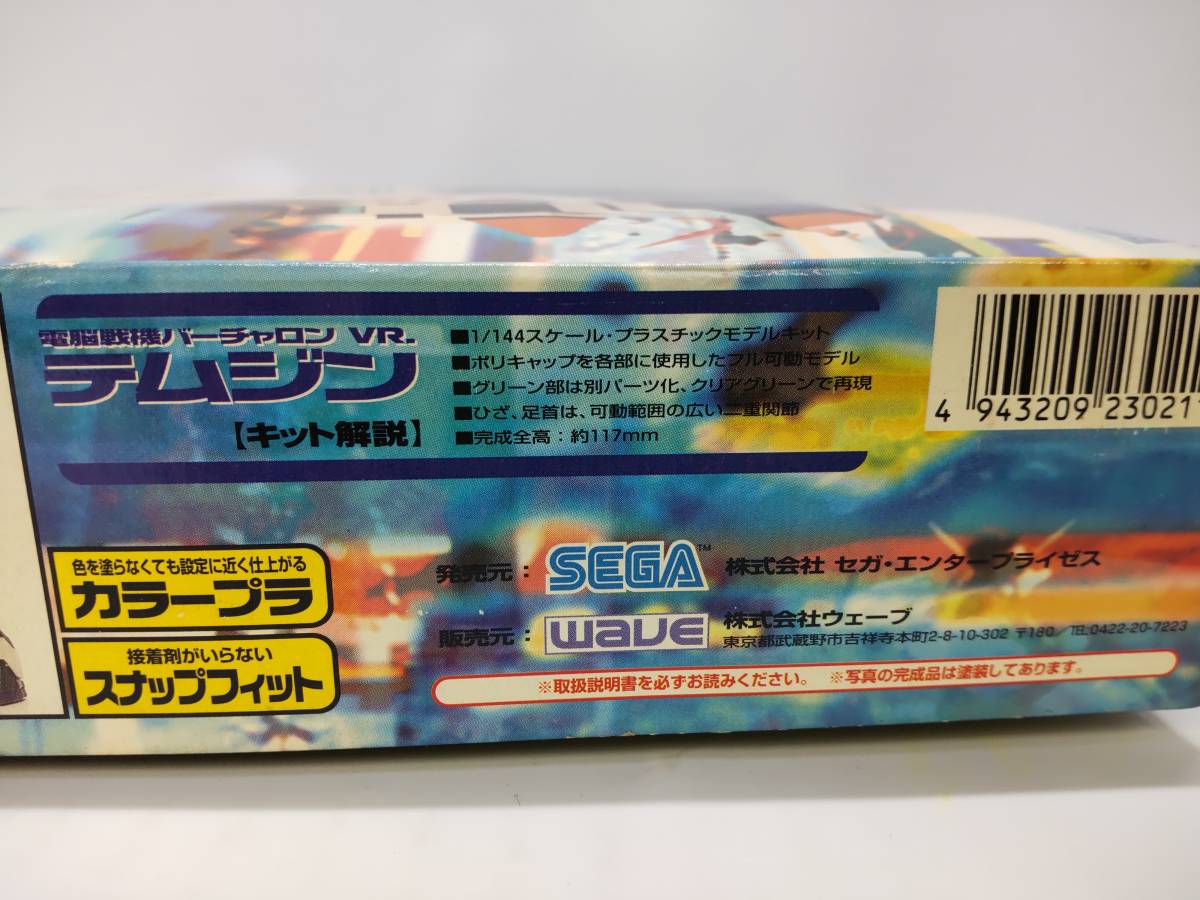 電脳戦機バーチャロン VR.
テムジン
【キット解説】
■1/144スケール・プラスチックモデルキット
■ポリキャップを各部に使用したフル可動モデル
■グリーン部は別パーツ化、クリアグリーンで再現
■ひざ、足首は、可動範囲の広い二重関節
■完成全高：約117mm
4 943209 23021
色を塗らなくても設定に近く仕上がる
カラープラ
接着剤がいらない
スナップフィット
発売元： SEGA™ 株式会社 セガ・エンタープライゼス
販売元： wave 株式会社ウェーブ
東京都武蔵野市吉祥寺本町2-8-10-302 〒180／TEL0422-20-7223
※取扱説明書を必ずお読みください。 ※写真の完成品は塗装してあります。